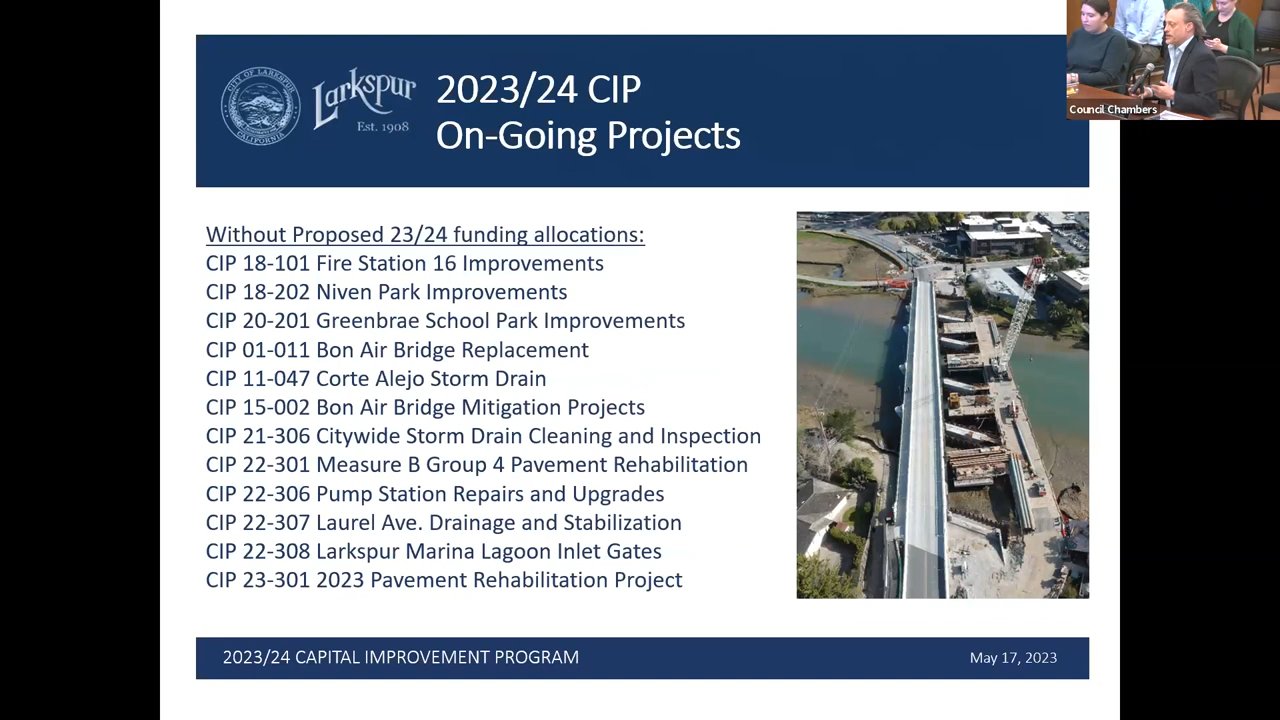 CITY OF LARKSPUR
CALIFORNIA
Larkspur
Est. 1908
2023/24 CIP
On-Going Projects
Council Chambers
Without Proposed 23/24 funding allocations:
CIP 18-101 Fire Station 16 Improvements
CIP 18-202 Niven Park Improvements
CIP 20-201 Greenbrae School Park Improvements
CIP 01-011 Bon Air Bridge Replacement
CIP 11-047 Corte Alejo Storm Drain
CIP 15-002 Bon Air Bridge Mitigation Projects
CIP 21-306 Citywide Storm Drain Cleaning and Inspection
CIP 22-301 Measure B Group 4 Pavement Rehabilitation
CIP 22-306 Pump Station Repairs and Upgrades
CIP 22-307 Laurel Ave. Drainage and Stabilization
CIP 22-308 Larkspur Marina Lagoon Inlet Gates
CIP 23-301 2023 Pavement Rehabilitation Project
2023/24 CAPITAL IMPROVEMENT PROGRAM
May 17, 2023